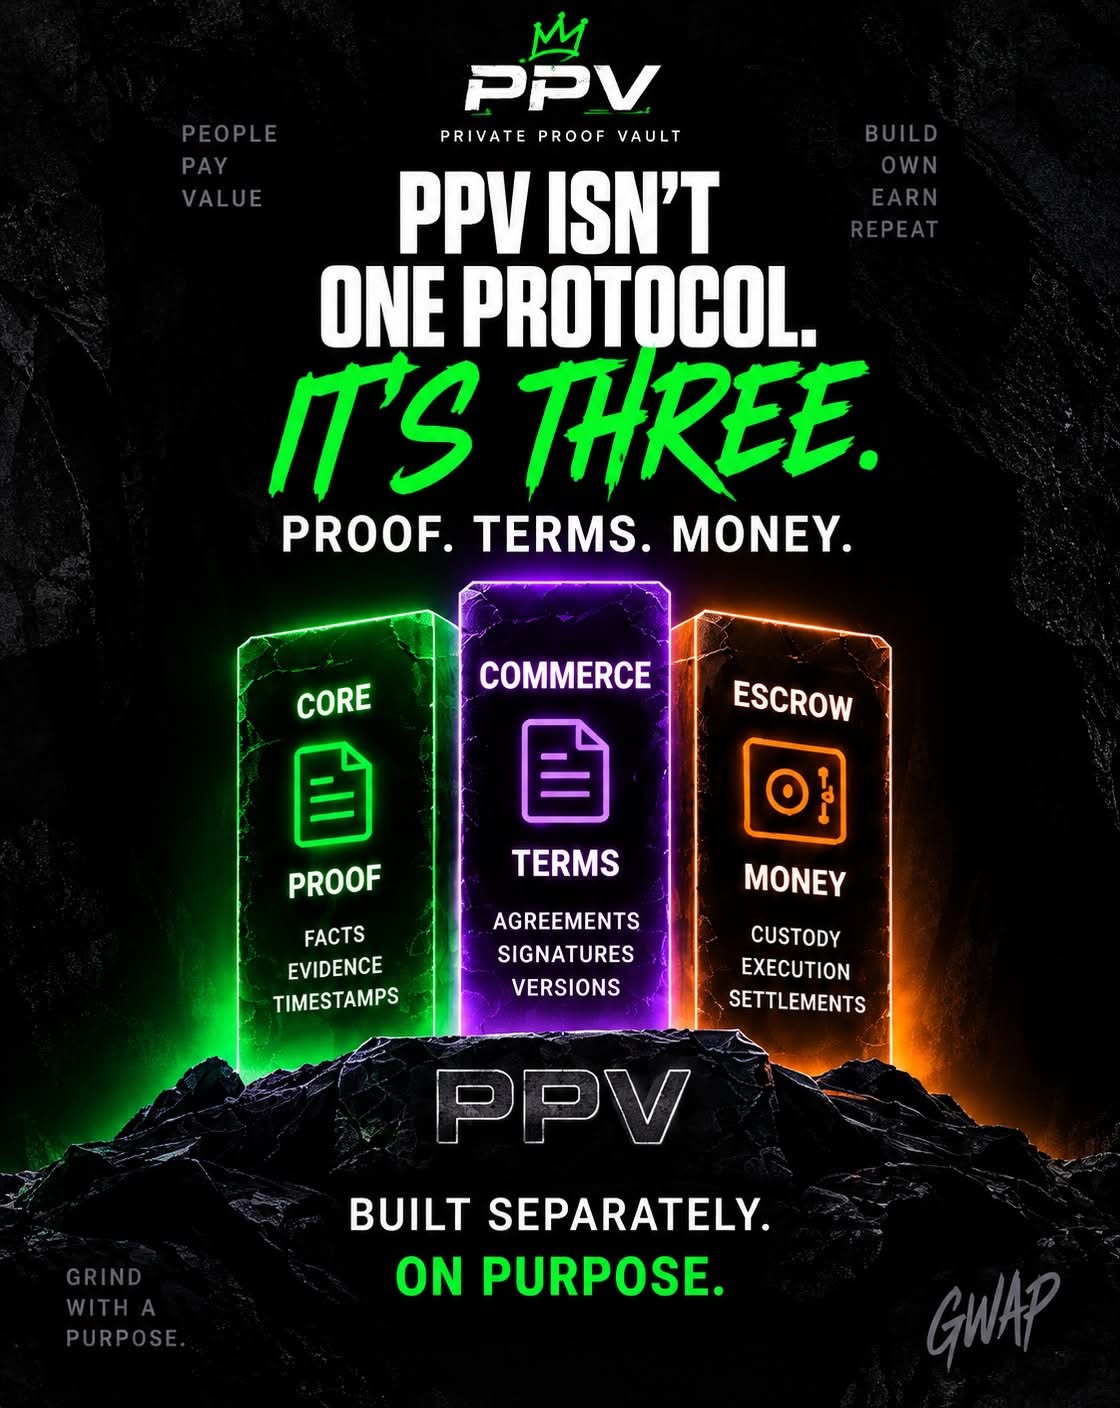 PPV
PRIVATE PROOF VAULT
PEOPLE
PAY
VALUE
BUILD
OWN
EARN
REPEAT
PPV ISN'T
ONE PROTOCOL.
IT'S THREE.
PROOF. TERMS. MONEY.
CORE
PROOF
FACTS
EVIDENCE
TIMESTAMPS
COMMERCE
TERMS
AGREEMENTS
SIGNATURES
VERSIONS
ESCROW
MONEY
CUSTODY
EXECUTION
SETTLEMENTS
PPV
BUILT SEPARATELY.
ON PURPOSE.
GRIND
WITH A
PURPOSE.
GWAP